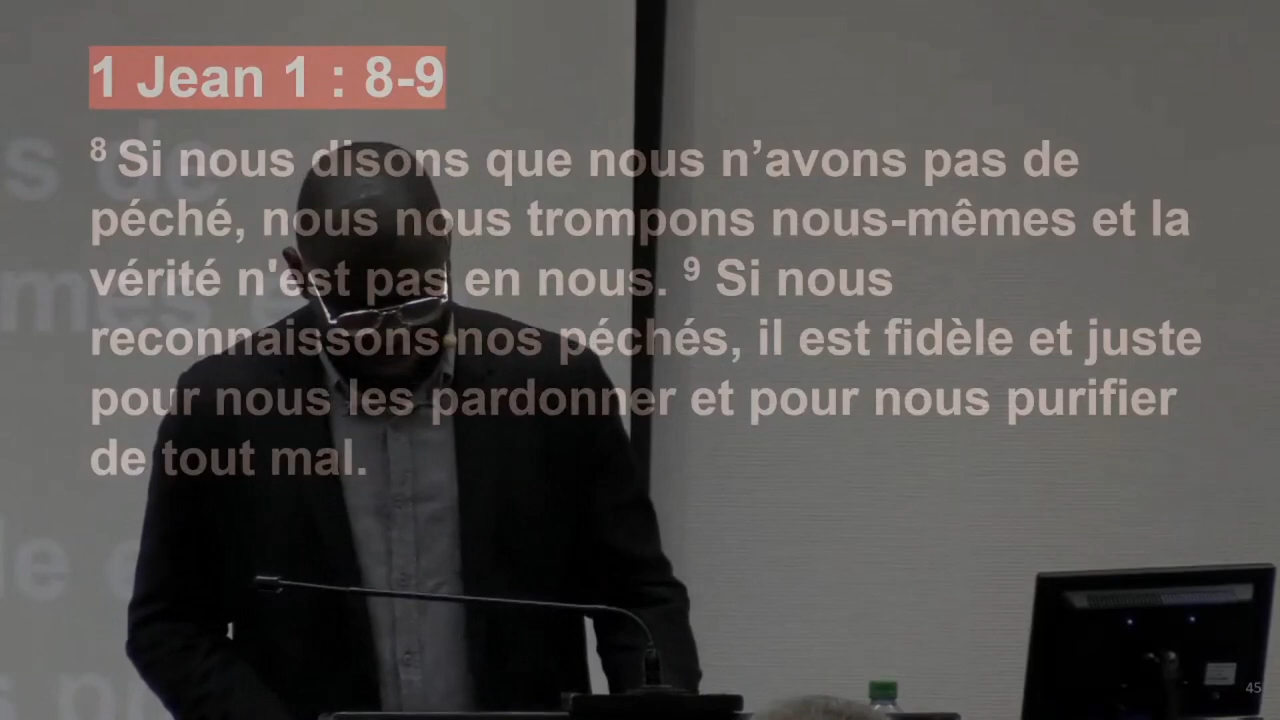 1 Jean 1 : 8-9
⁸ Si nous disons que nous n’avons pas de
péché, nous nous trompons nous-mêmes et la
vérité n'est pas en nous. ⁹ Si nous
reconnaissons nos péchés, il est fidèle et juste
pour nous les pardonner et pour nous purifier
de tout mal.
45